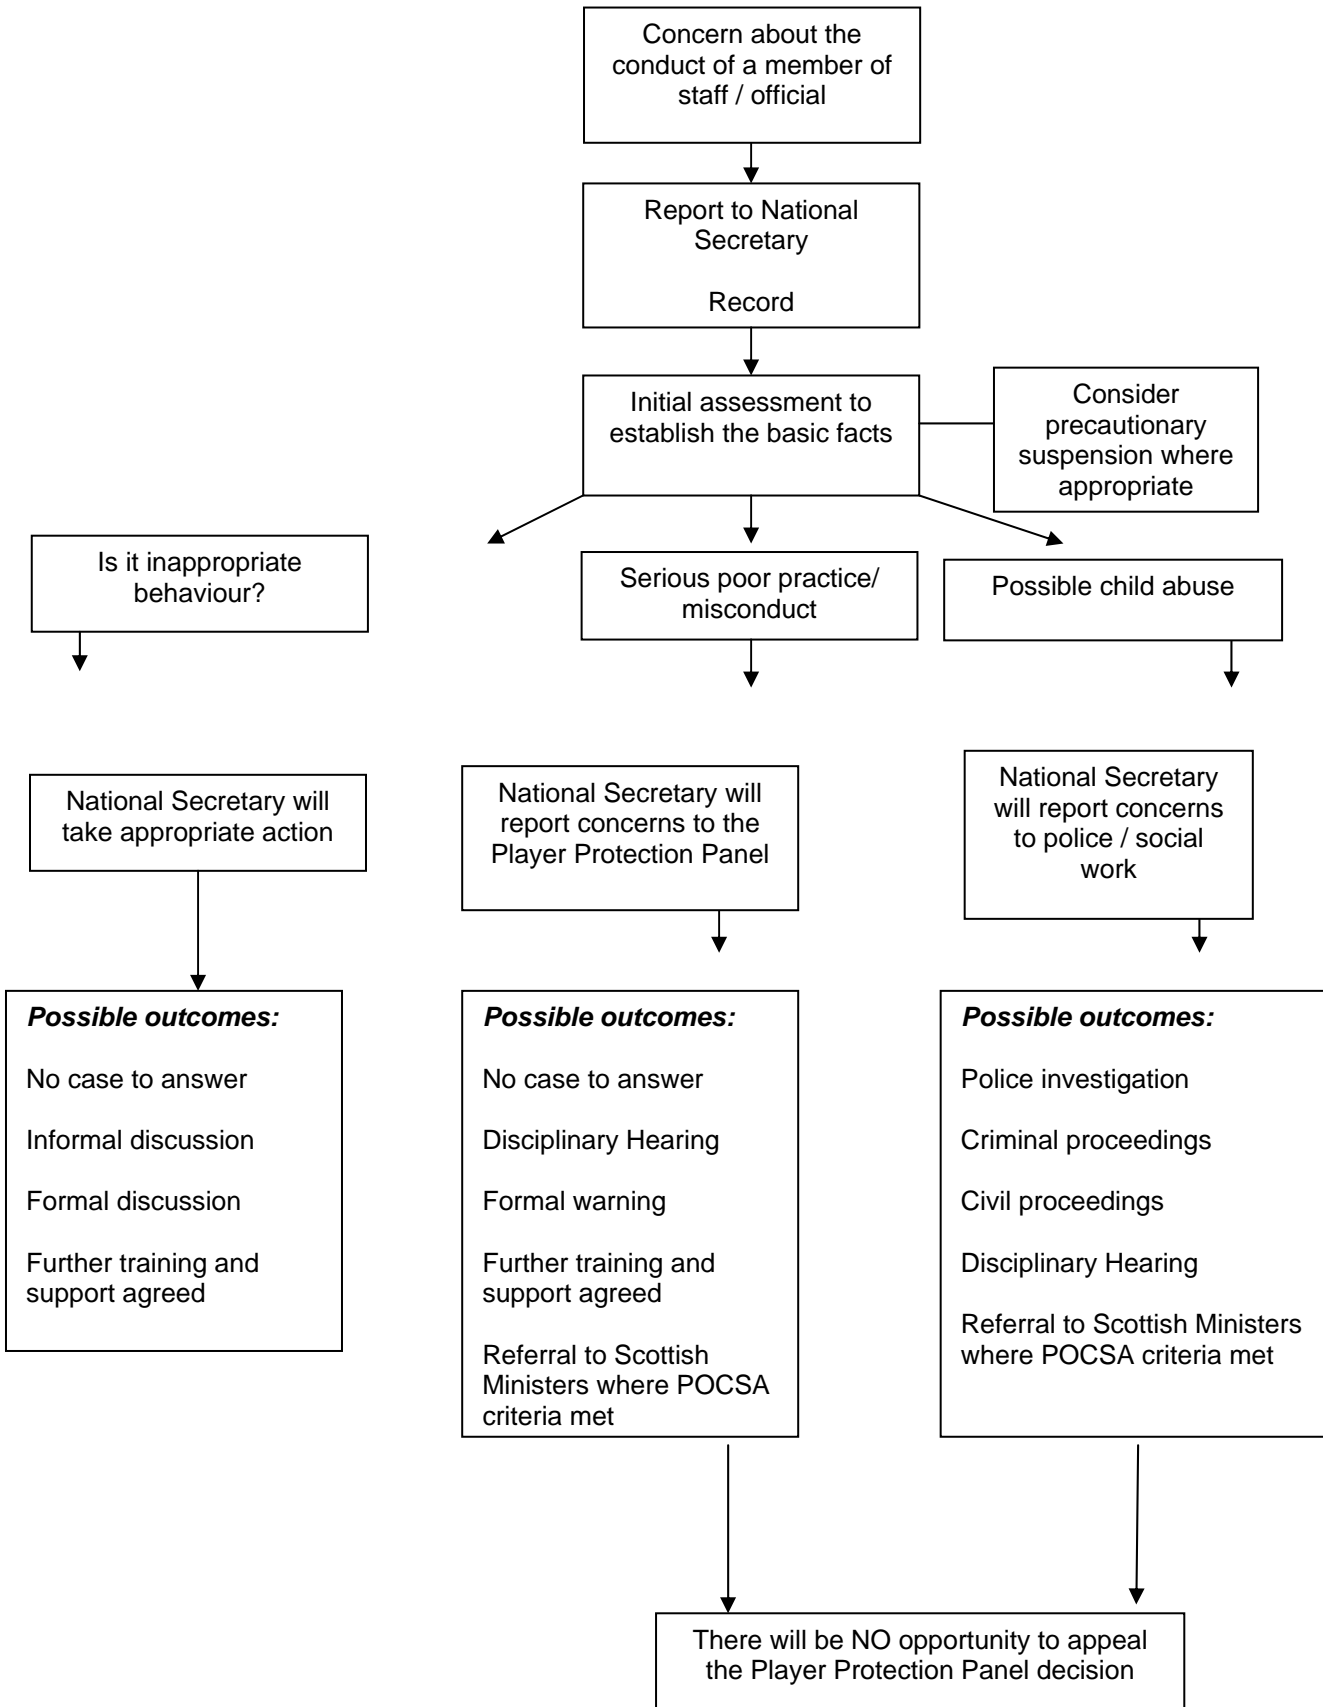 Concern about the
conduct of a member of
staff / official
Report to National
Secretary
Record
Initial assessment to
establish the basic facts
Consider
precautionary
suspension where
appropriate
Is it inappropriate
behaviour?
Serious poor practice/
misconduct
Possible child abuse
National Secretary will
take appropriate action
National Secretary will
report concerns to the
Player Protection Panel
National Secretary
will report concerns
to police / social
work
Possible outcomes:
No case to answer
Informal discussion
Formal discussion
Further training and
support agreed
Possible outcomes:
No case to answer
Disciplinary Hearing
Formal warning
Further training and
support agreed
Referral to Scottish
Ministers where POCSA
criteria met
Possible outcomes:
Police investigation
Criminal proceedings
Civil proceedings
Disciplinary Hearing
Referral to Scottish Ministers
where POCSA criteria met
There will be NO opportunity to appeal
the Player Protection Panel decision